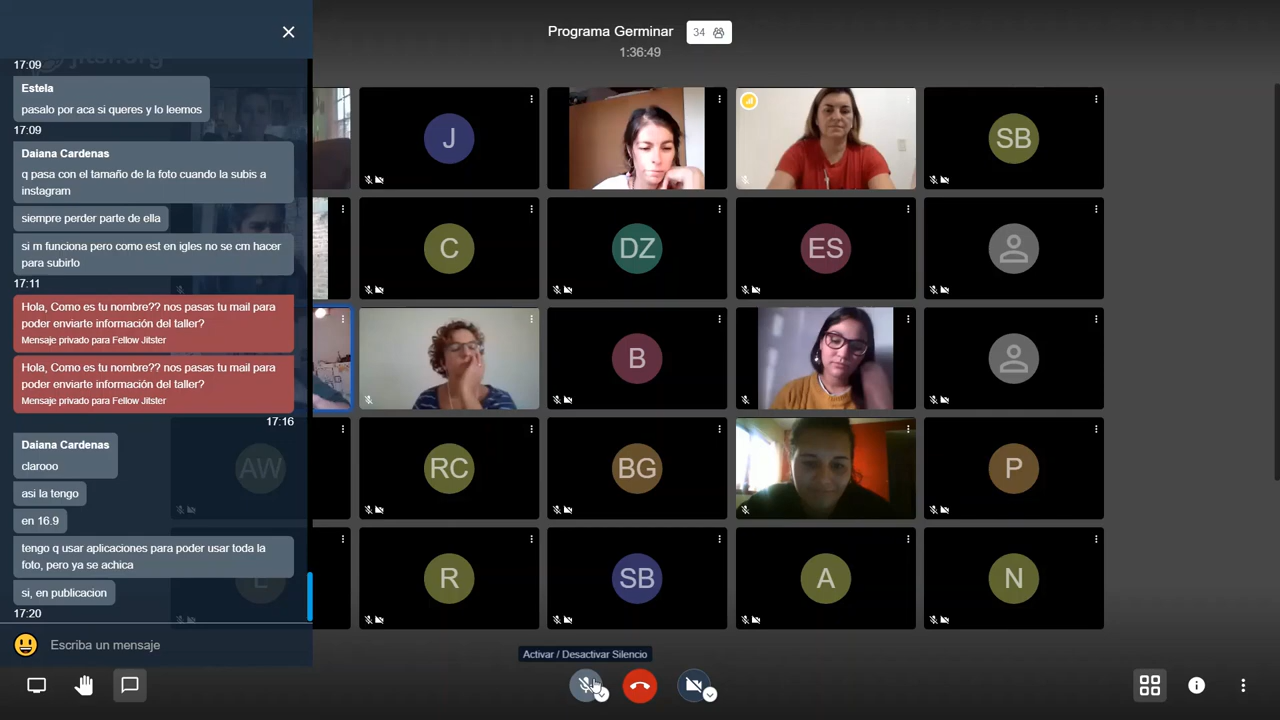 Programa Germinar
34
1:36:49
jitsi.org
17:09
Estela
pasalo por aca si queres y lo leemos
17:09
Daiana Cardenas
q pasa con el tamaño de la foto cuando la subis a
instagram
siempre perder parte de ella
si m funciona pero como est en igles no se cm hacer
para subirlo
17:11
Hola, Como es tu nombre?? nos pasas tu mail para
poder enviarte información del taller?
Mensaje privado para Fellow Jitster
Hola, Como es tu nombre?? nos pasas tu mail para
poder enviarte información del taller?
Mensaje privado para Fellow Jitster
17:16
Daiana Cardenas
clarooo
asi la tengo
en 16.9
tengo q usar aplicaciones para poder usar toda la
foto, pero ya se achica
si, en publicacion
17:20
Escriba un mensaje
J
SB
C
DZ
ES
B
AW
RC
BG
P
L
R
SB
A
N
Activar / Desactivar Silencio